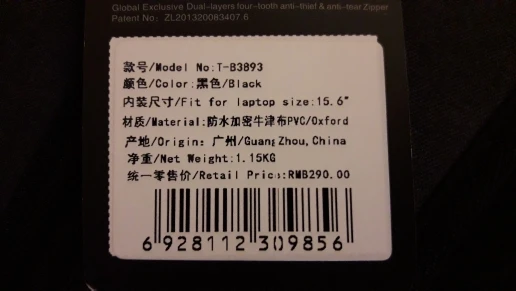 Global Exclusive Dual-layers four-tooth anti-thief & anti-tear Zipper
Patent No: ZL201320083407.6
款号/Model No:T-B3893
颜色/Color:黑色/Black
内装尺寸/Fit for laptop size:15.6"
材质/Material:防水加密牛津布PVC/Oxford
产地/Origin: 广州/GuangZhou,China
净重/Net Weight:1.15KG
统一零售价/Retail Price:RMB290.00
6 928112 309856